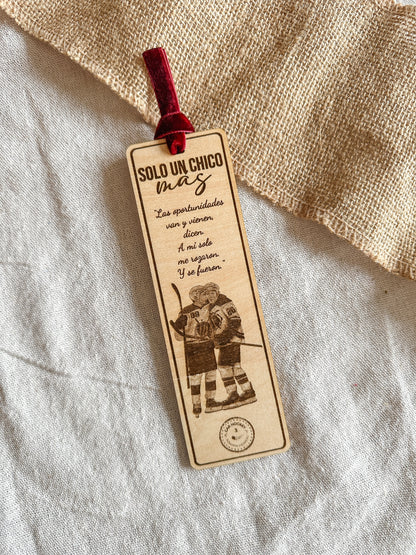 SOLO UN CHICO
más
"Las oportunidades
van y vienen,
dicen.
A mí solo
me rozaron.
Y se fueron."